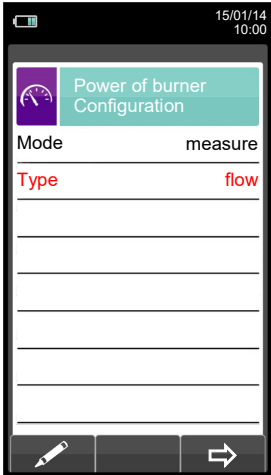 15/01/14
10:00
Power of burner
Configuration
Mode measure
Type flow